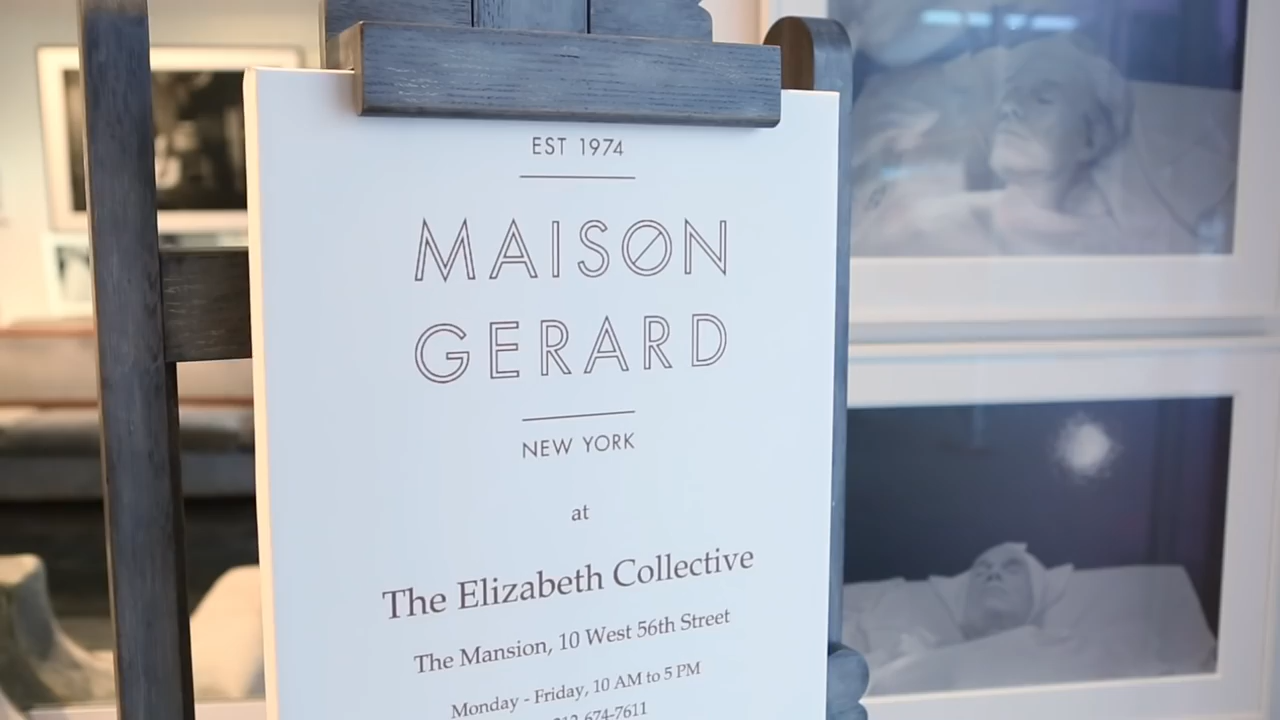 EST 1974
MAISON
GERARD
NEW YORK
at
The Elizabeth Collective
The Mansion, 10 West 56th Street
Monday - Friday, 10 AM to 5 PM
212-674-7611